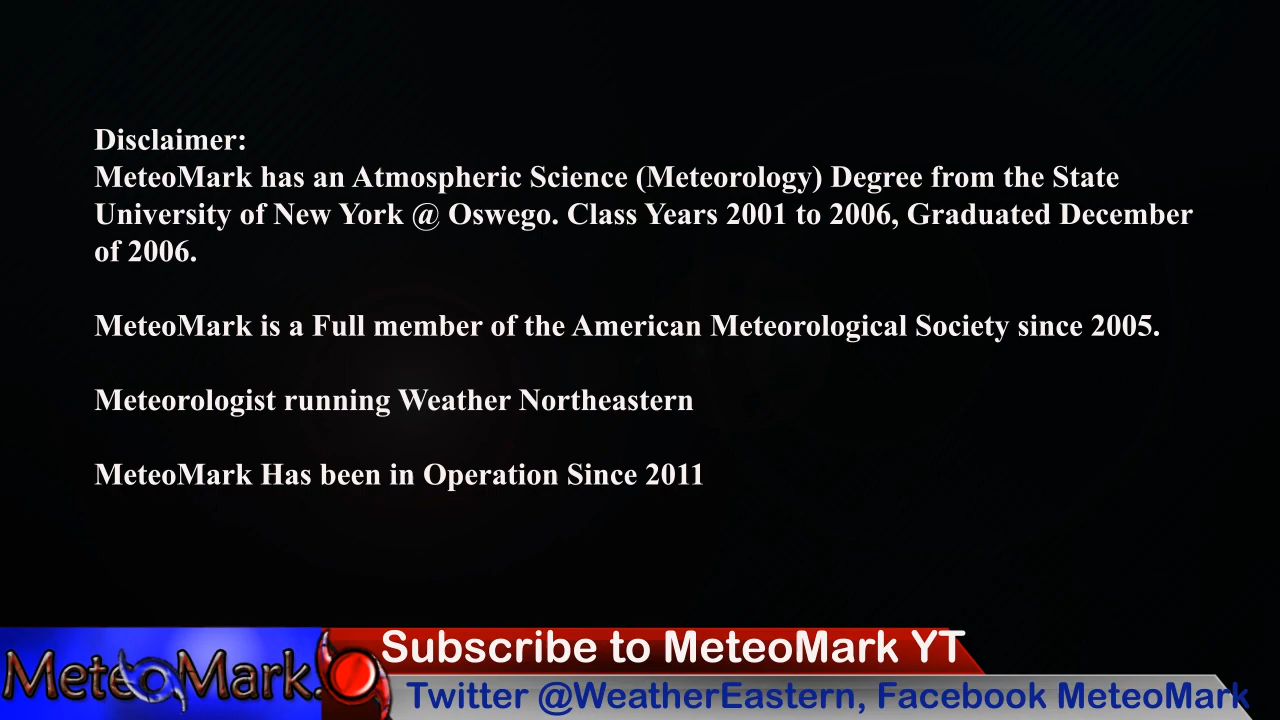 Disclaimer:
MeteoMark has an Atmospheric Science (Meteorology) Degree from the State
University of New York @ Oswego. Class Years 2001 to 2006, Graduated December
of 2006.
MeteoMark is a Full member of the American Meteorological Society since 2005.
Meteorologist running Weather Northeastern
MeteoMark Has been in Operation Since 2011
Subscribe to MeteoMark YT
MeteoMark.
Twitter @WeatherEastern, Facebook MeteoMark